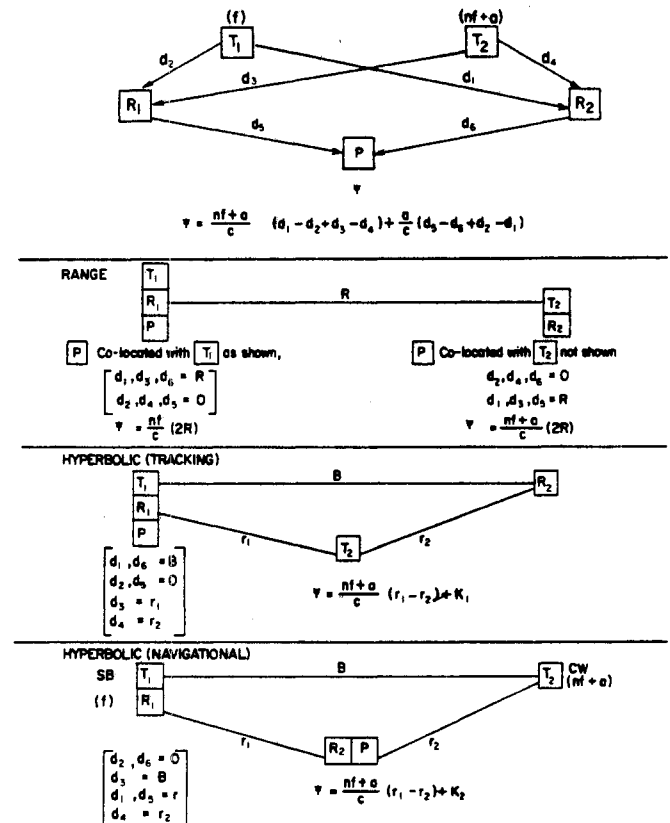 (f)
(nf+a)
T₁
T₂
d₂
d₃
d₁
d₄
R₁
R₂
d₅
d₆
P
Ψ
Ψ = nf+a/c (d₁-d₂+d₃-d₄)+ a/c (d₅-d₆+d₂-d₁)
RANGE
T₁
R₁
P
R
T₂
R₂
P Co-located with T₁ as shown,
P Co-located with T₂ not shown
d₁,d₃,d₆ = R
d₂,d₄,d₅ = 0
Ψ = nf/c (2R)
d₂,d₄,d₆ = 0
d₁,d₃,d₅ = R
Ψ = nf+a/c (2R)
HYPERBOLIC (TRACKING)
T₁
R₁
P
B
R₂
r₁
T₂
r₂
d₁,d₆ = B
d₂,d₅ = 0
d₃ = r₁
d₄ = r₂
Ψ = nf+a/c (r₁-r₂)+K₁
HYPERBOLIC (NAVIGATIONAL)
SB
(f)
T₁
R₁
B
T₂
CW
(nf+a)
r₁
R₂ P
r₂
d₂,d₆ = 0
d₃ = B
d₁,d₅ = r
d₄ = r₂
Ψ = nf+a/c (r₁-r₂)+K₂